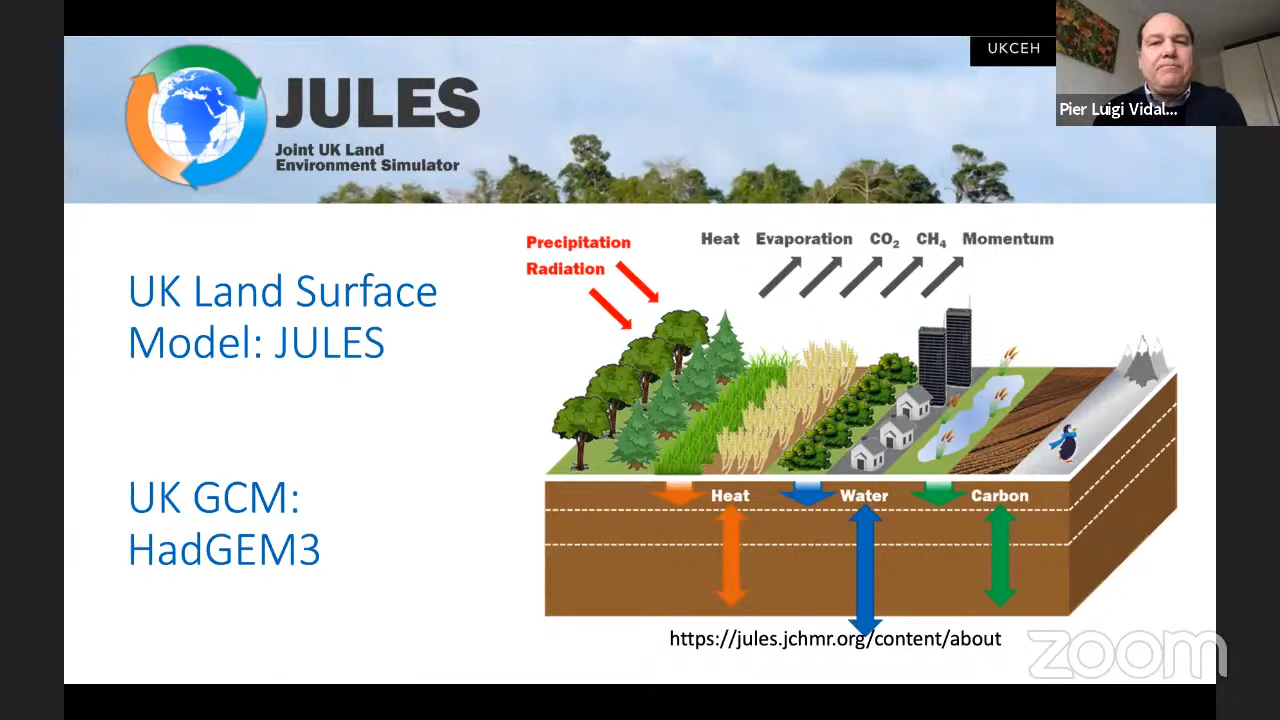 UKCEH
Pier Luigi Vidal...
JULES
Joint UK Land
Environment Simulator
UK Land Surface
Model: JULES
UK GCM:
HadGEM3
Precipitation
Radiation
Heat Evaporation CO₂ CH₄ Momentum
Heat Water Carbon
https://jules.jchmr.org/content/about
zoom